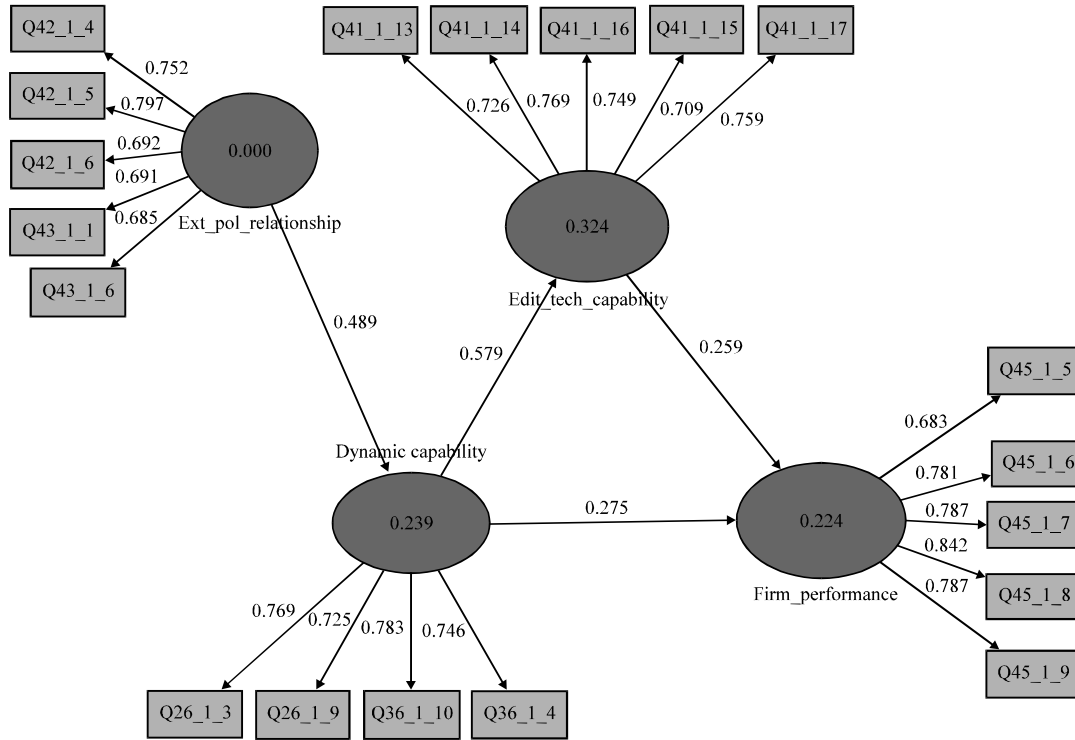 Q42_1_4
Q42_1_5
Q42_1_6
Q43_1_1
Q43_1_6
0.752
0.797
0.692
0.691
0.685
0.000
Ext_pol_relationship
Q41_1_13
Q41_1_14
Q41_1_16
Q41_1_15
Q41_1_17
0.726
0.769
0.749
0.709
0.759
0.324
Edit_tech_capability
0.489
0.579
0.259
Dynamic capability
0.239
0.275
0.769
0.725
0.783
0.746
Q26_1_3
Q26_1_9
Q36_1_10
Q36_1_4
0.224
Firm_performance
0.683
0.781
0.787
0.842
0.787
Q45_1_5
Q45_1_6
Q45_1_7
Q45_1_8
Q45_1_9